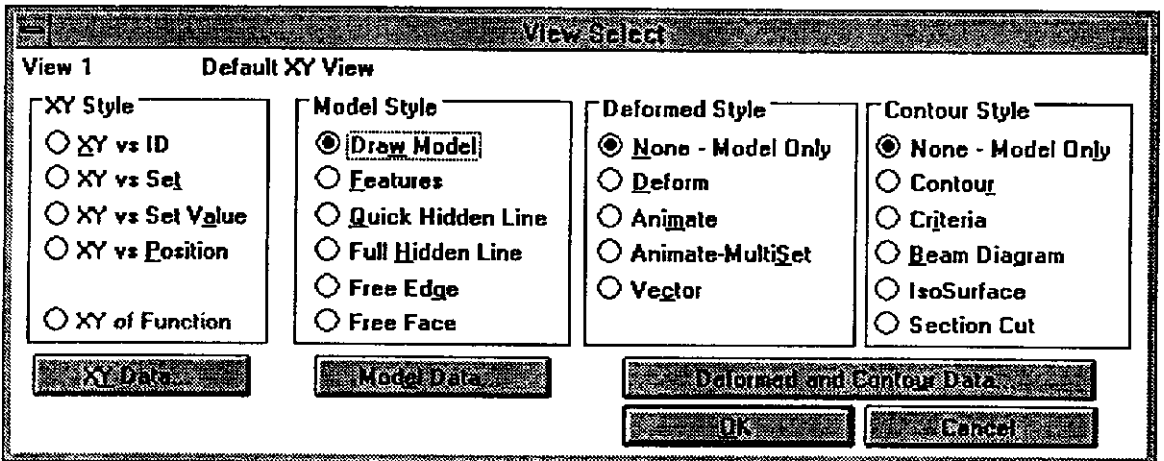 View Select
View 1 Default XY View
XY Style
XY vs ID
XY vs Set
XY vs Set Value
XY vs Position
XY of Function
XY Data...
Model Style
Draw Model
Features
Quick Hidden Line
Full Hidden Line
Free Edge
Free Face
Model Data...
Deformed Style
None - Model Only
Deform
Animate
Animate-MultiSet
Vector
Contour Style
None - Model Only
Contour
Criteria
Beam Diagram
IsoSurface
Section Cut
Deformed and Contour Data...
OK
Cancel